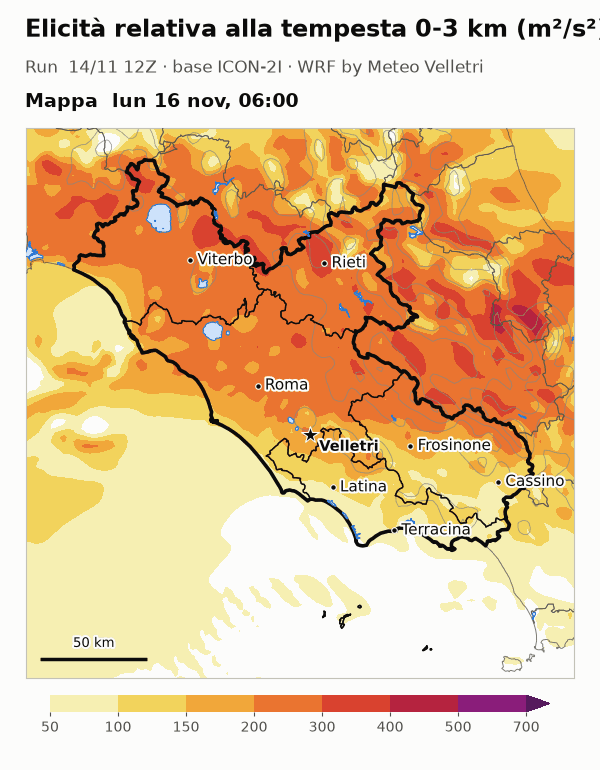 Elicità relativa alla tempesta 0-3 km (m²/s²)
Run  14/11 12Z · base ICON-2I · WRF by Meteo Velletri
Mappa  lun 16 nov, 06:00
Viterbo
Rieti
Roma
Velletri
Frosinone
Latina
Cassino
Terracina
50 km
50 100 150 200 300 400 500 700